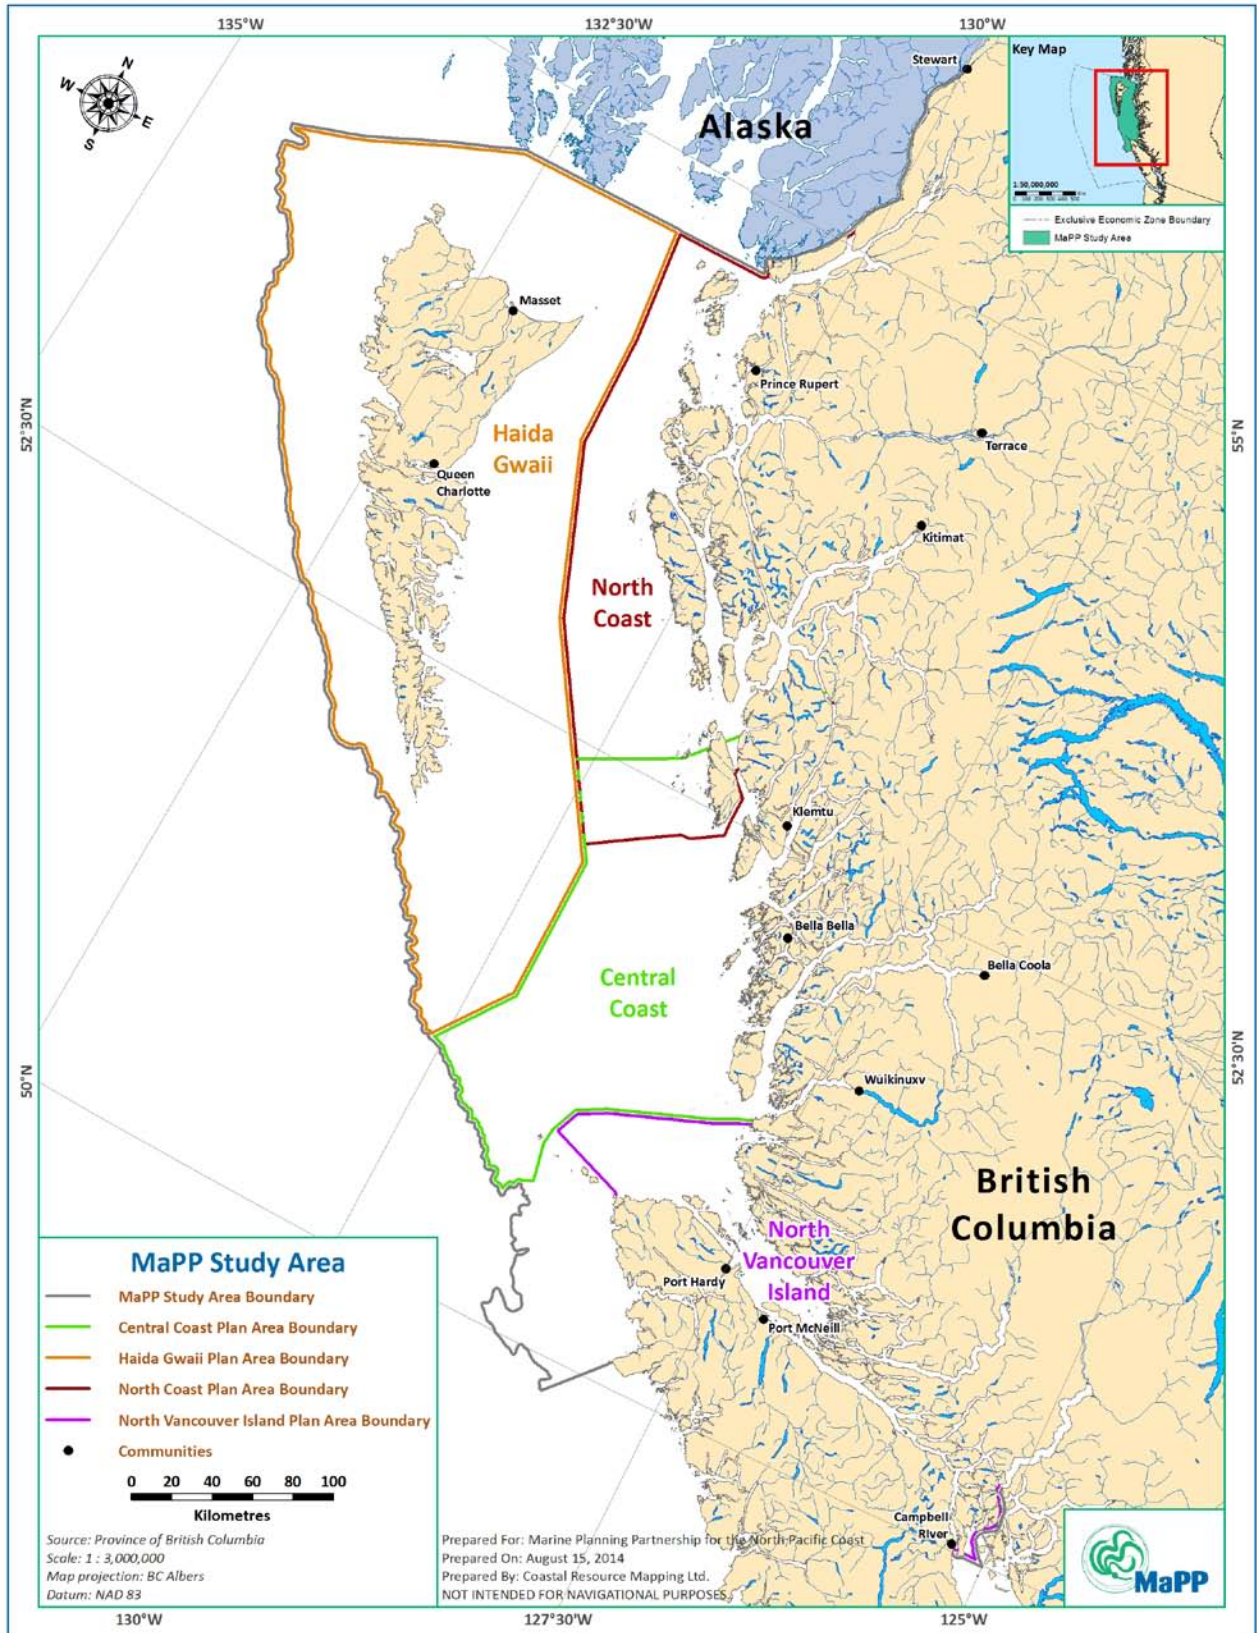 135°W
132°30'W
130°W
N
W
E
S
Stewart
Alaska
Key Map
1:50,000,000
Exclusive Economic Zone Boundary
MaPP Study Area
Masset
Prince Rupert
52°30'N
55°N
Haida
Gwaii
Terrace
Queen
Charlotte
Kitimat
North
Coast
Klemtu
Bella Bella
Bella Coola
Central
Coast
50°N
52°30'N
Wuikinuxv
British
Columbia
North
Vancouver
Island
Port Hardy
Port McNeill
MaPP Study Area
MaPP Study Area Boundary
Central Coast Plan Area Boundary
Haida Gwaii Plan Area Boundary
North Coast Plan Area Boundary
North Vancouver Island Plan Area Boundary
Communities
0 20 40 60 80 100
Kilometres
Source: Province of British Columbia
Scale: 1 : 3,000,000
Map projection: BC Albers
Datum: NAD 83
Prepared For: Marine Planning Partnership for the North Pacific Coast
Prepared On: August 15, 2014
Prepared By: Coastal Resource Mapping Ltd.
NOT INTENDED FOR NAVIGATIONAL PURPOSES
Campbell
River
MaPP
130°W
127°30'W
125°W